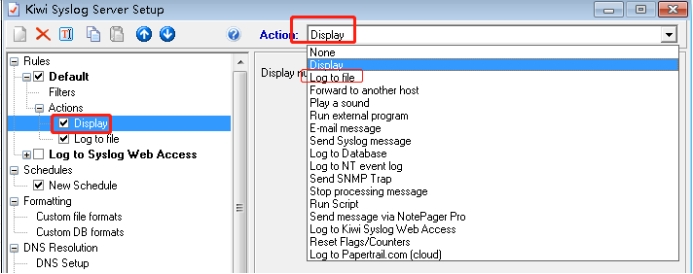 Kiwi Syslog Server Setup
Action: Display
Rules
Default
Filters
Actions
Display
Log to file
Log to Syslog Web Access
Schedules
New Schedule
Formatting
Custom file formats
Custom DB formats
DNS Resolution
DNS Setup
Display
None
Display
Log to file
Forward to another host
Play a sound
Run external program
E-mail message
Send Syslog message
Log to Database
Log to NT event log
Send SNMP Trap
Stop processing message
Run Script
Send message via NotePager Pro
Log to Kiwi Syslog Web Access
Reset Flags/Counters
Log to Papertrail.com (cloud)